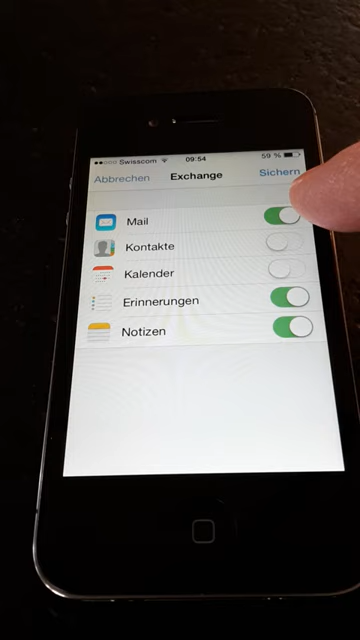 Swisscom 09:54 59 %
Abbrechen Exchange Sichern
Mail
Kontakte
Kalender
Erinnerungen
Notizen